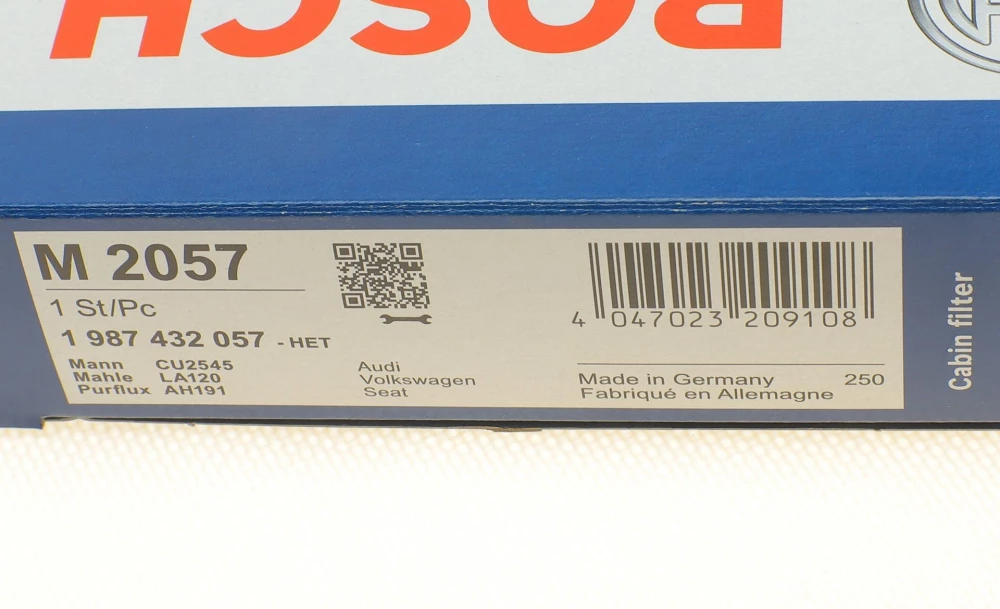 BOSCH
M 2057
1 St/Pc
1 987 432 057 - HET
Mann CU2545
Mahle LA120
Purflux AH191
Audi
Volkswagen
Seat
4 047023 209108
Made in Germany 250
Fabriqué en Allemagne
Cabin filter